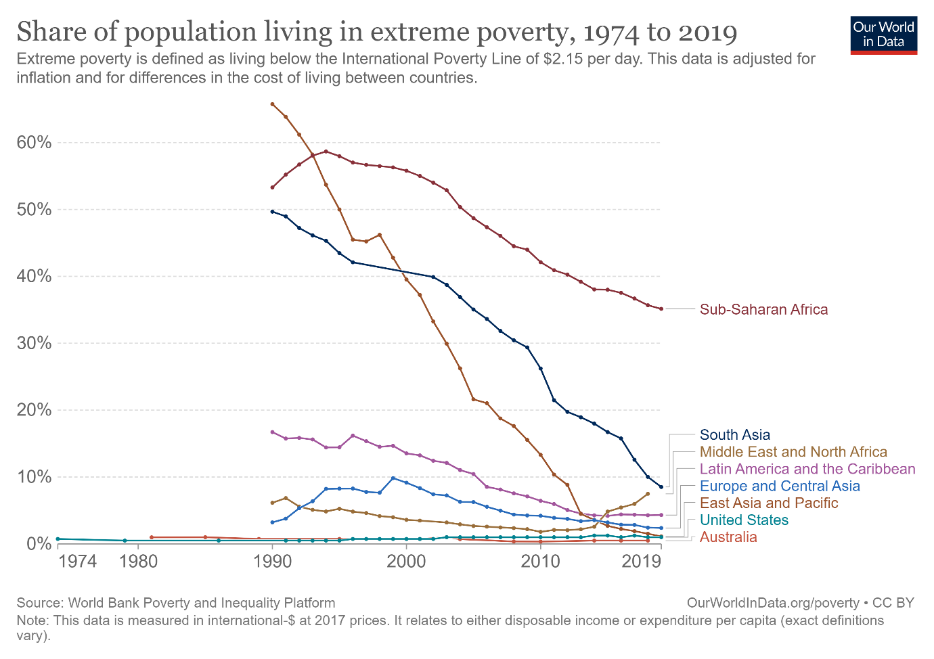 Share of population living in extreme poverty, 1974 to 2019
Our World
in Data
Extreme poverty is defined as living below the International Poverty Line of $2.15 per day. This data is adjusted for
inflation and for differences in the cost of living between countries.
60%
50%
40%
30%
20%
10%
0%
1974
1980
1990
2000
2010
2019
Sub-Saharan Africa
South Asia
Middle East and North Africa
Latin America and the Caribbean
Europe and Central Asia
East Asia and Pacific
United States
Australia
Source: World Bank Poverty and Inequality Platform
OurWorldInData.org/poverty • CC BY
Note: This data is measured in international-$ at 2017 prices. It relates to either disposable income or expenditure per capita (exact definitions
vary).